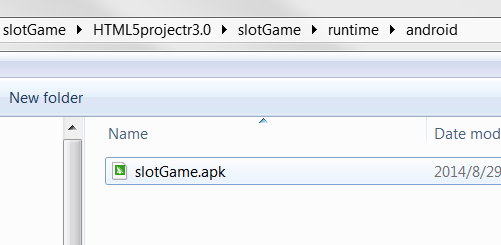 slotGame HTML5projectr3.0 slotGame runtime android
New folder
Name Date mod
slotGame.apk 2014/8/29